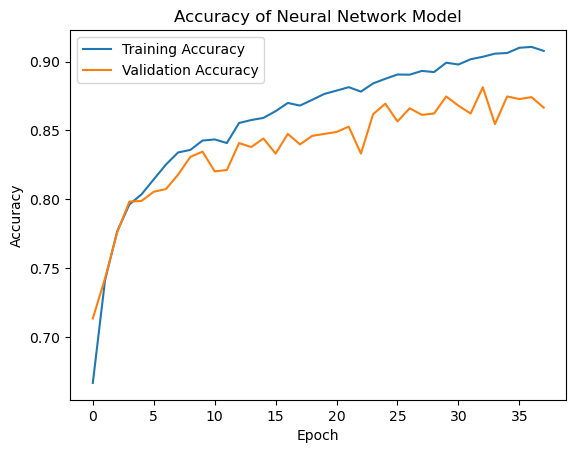 Accuracy of Neural Network Model
Training Accuracy
Validation Accuracy
0.90
0.85
0.80
0.75
0.70
Accuracy
0 5 10 15 20 25 30 35
Epoch